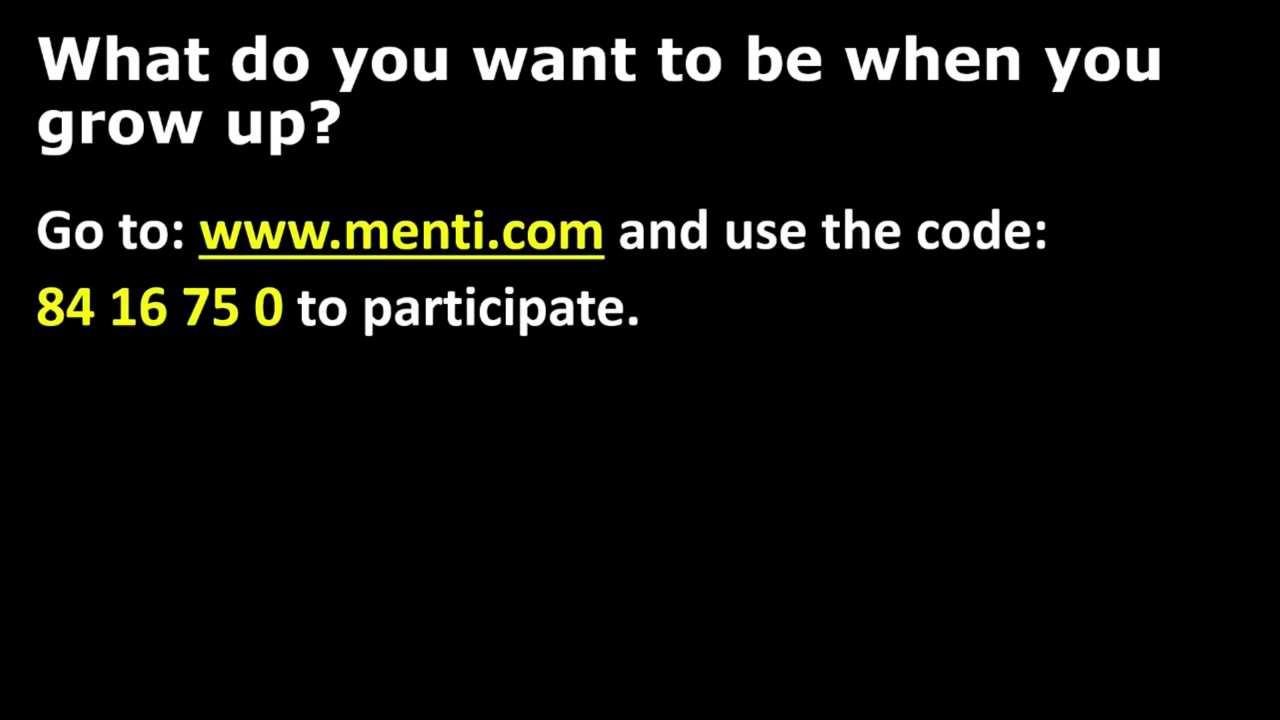 What do you want to be when you
grow up?
Go to: www.menti.com and use the code:
84 16 75 0 to participate.